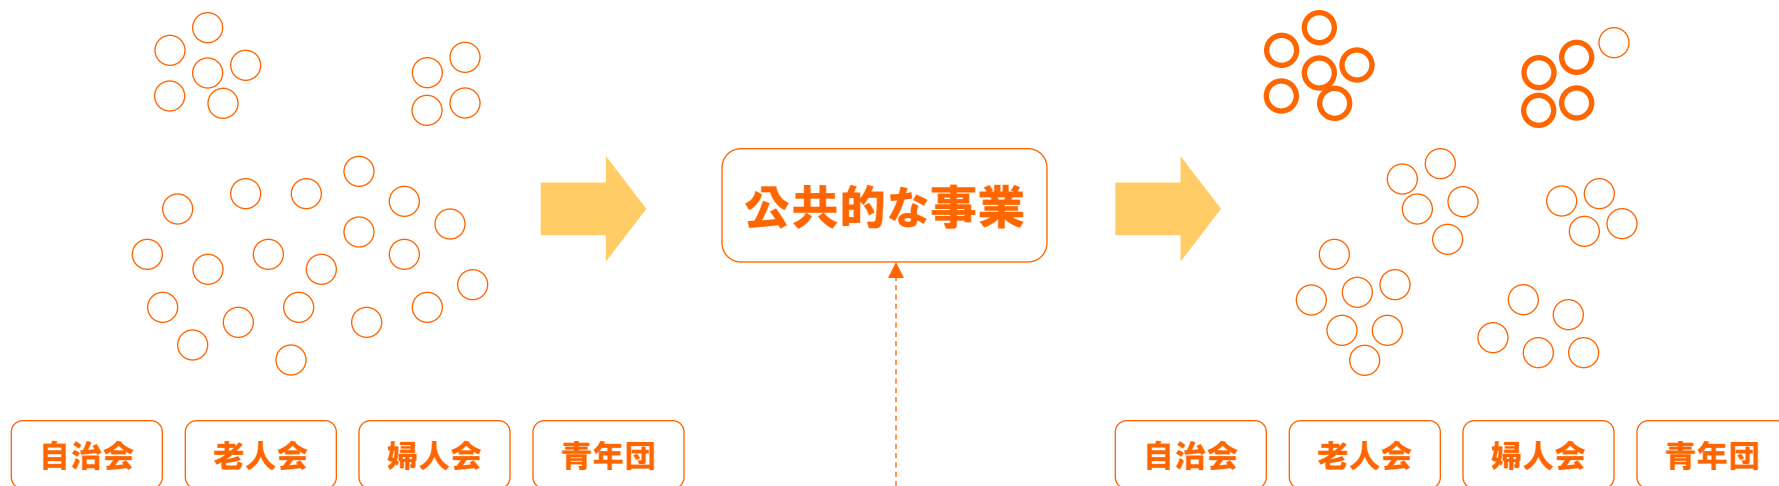 公共的な事業
自治会
老人会
婦人会
青年団
自治会
老人会
婦人会
青年団